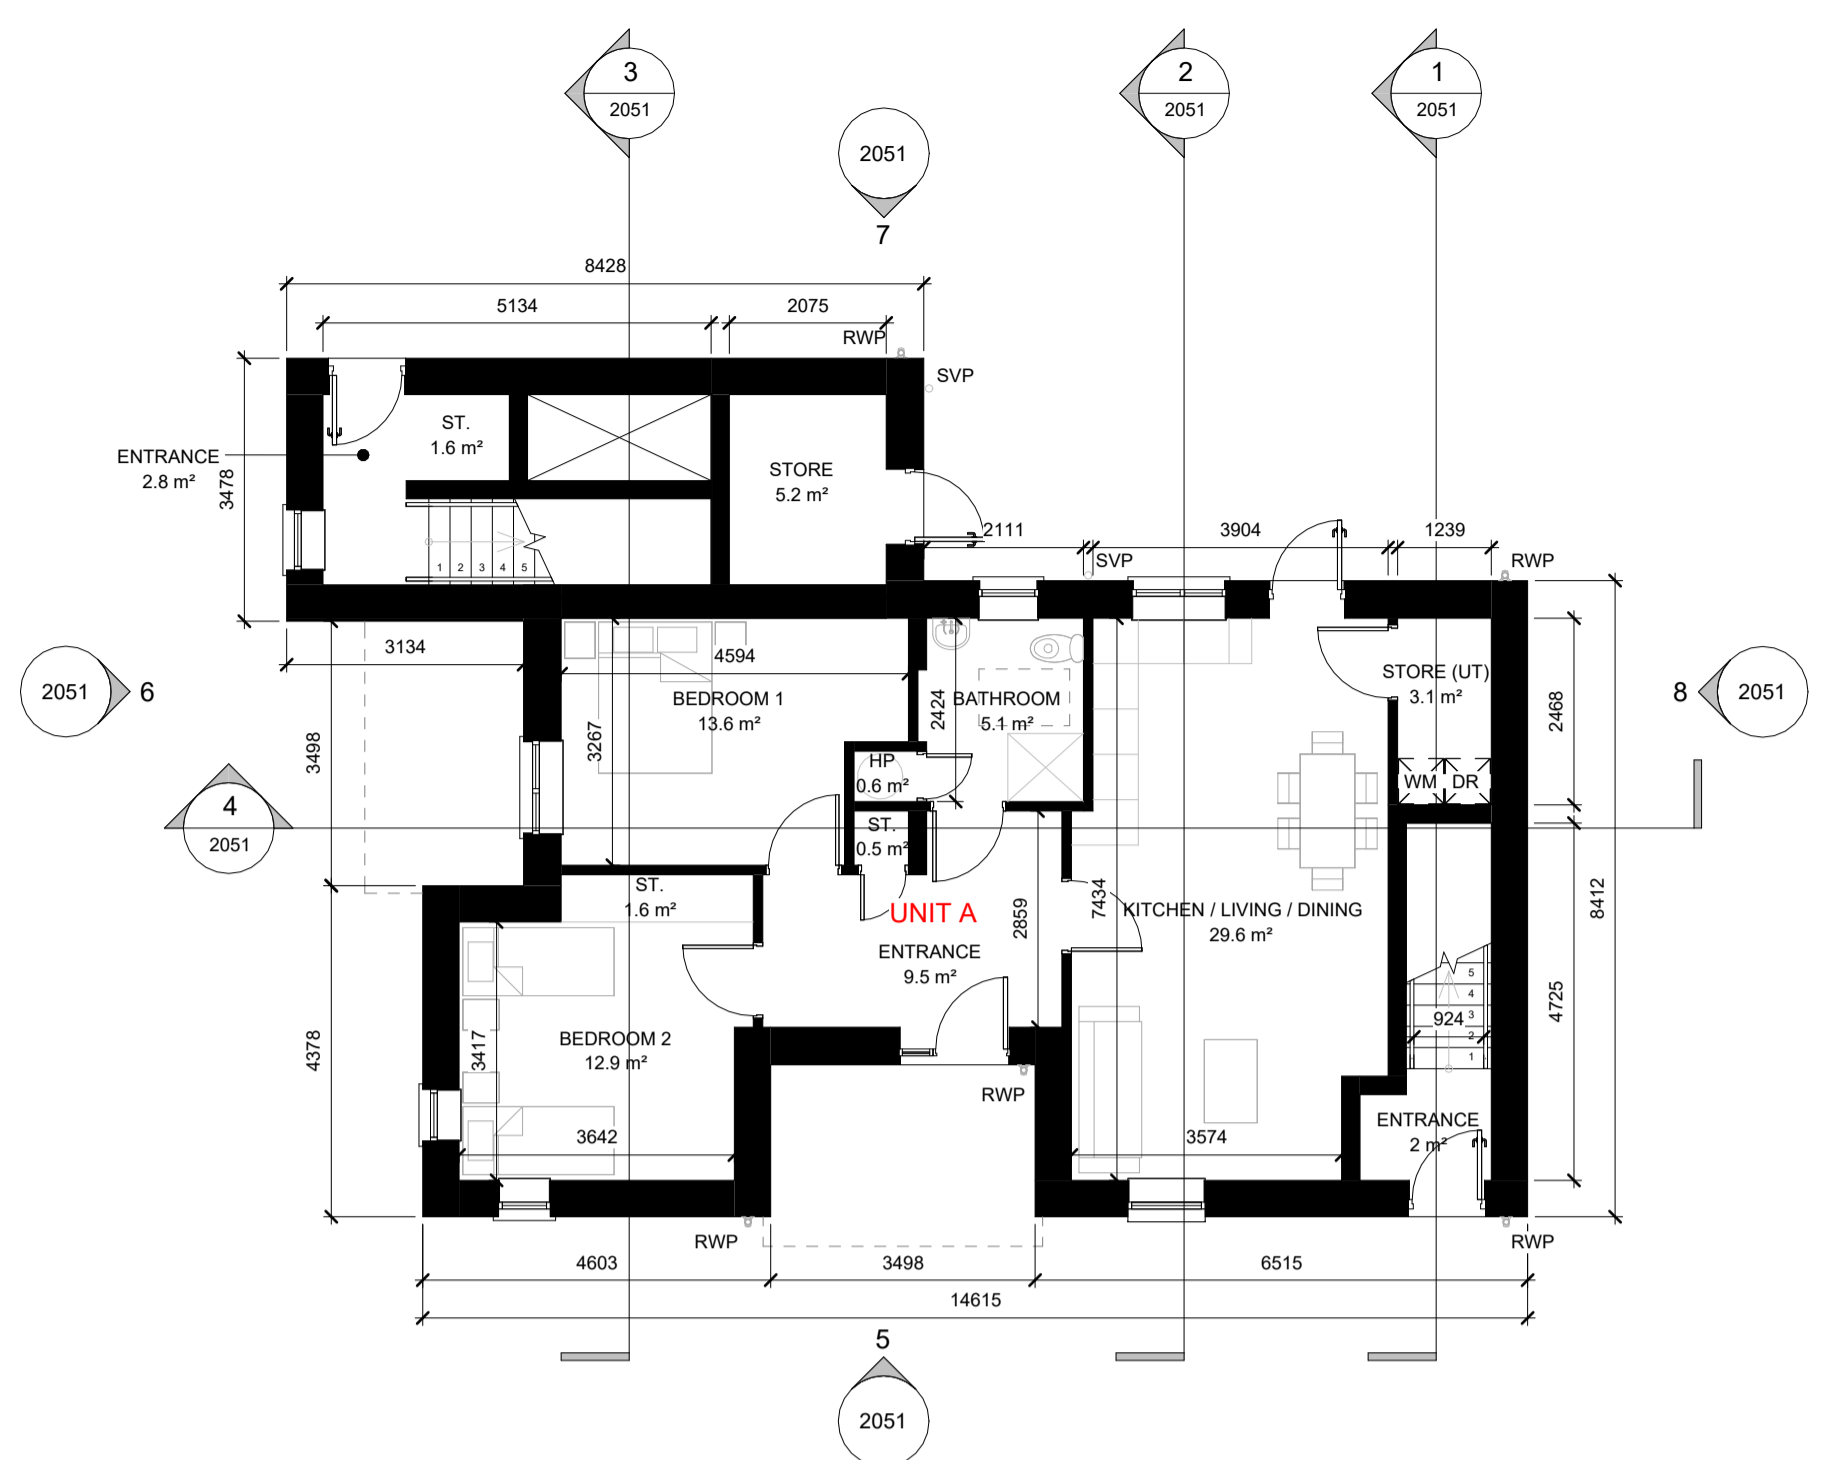 3
2051
2
2051
1
2051
2051
7
8428
5134
2075
RWP
SVP
ST.
1.6 m²
ENTRANCE
2.8 m²
3478
STORE
5.2 m²
1 2 3 4 5
2111
3904
1239
SVP
RWP
3134
4594
2051
6
BEDROOM 1
13.6 m²
3267
2424
BATHROOM
5.1 m²
STORE (UT)
3.1 m²
2468
8
2051
3498
HP
0.6 m²
WM
DR
4
2051
ST.
0.5 m²
ST.
1.6 m²
UNIT A
ENTRANCE
9.5 m²
2859
7434
KITCHEN / LIVING / DINING
29.6 m²
8412
5
4
3
2
1
924
4725
4378
3417
BEDROOM 2
12.9 m²
RWP
ENTRANCE
2 m²
3642
3574
RWP
RWP
4603
3498
6515
14615
5
2051